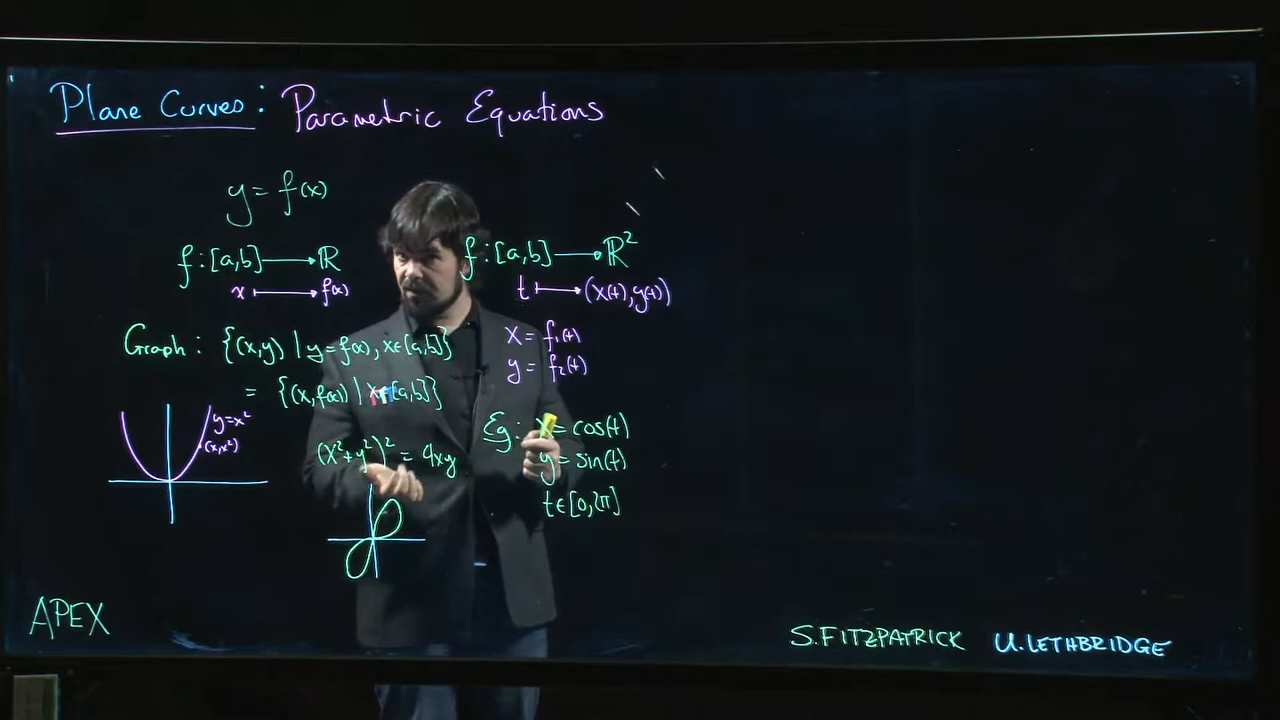 Plane Curves: Parametric Equations
y = f(x)
f: [a,b] ⟶ ℝ
x ⟼ f(x)
Graph: {(x,y) | y = f(x), x∈[a,b]}
= {(x,f(x)) | x∈[a,b]}
y=x²
(x,x²)
(x²+y²)² = 4xy
f: [a,b] ⟶ ℝ²
t ⟼ (x(t),y(t))
x = f₁(t)
y = f₂(t)
Eg: x = cos(t)
y = sin(t)
t∈[0,2π]
APEX
S.FITZPATRICK U.LETHBRIDGE